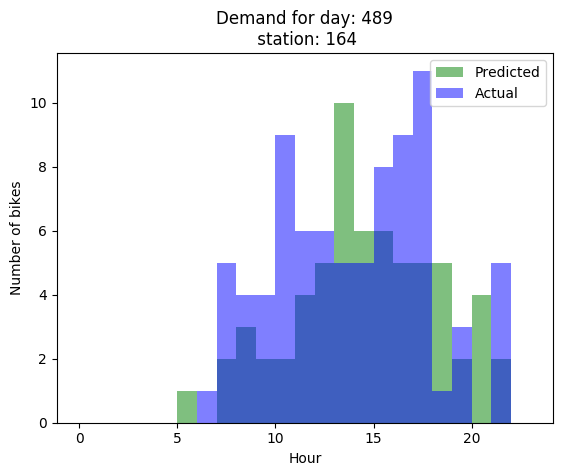 Demand for day: 489
station: 164
Predicted
Actual
Number of bikes
10
8
6
4
2
0
0 5 10 15 20
Hour